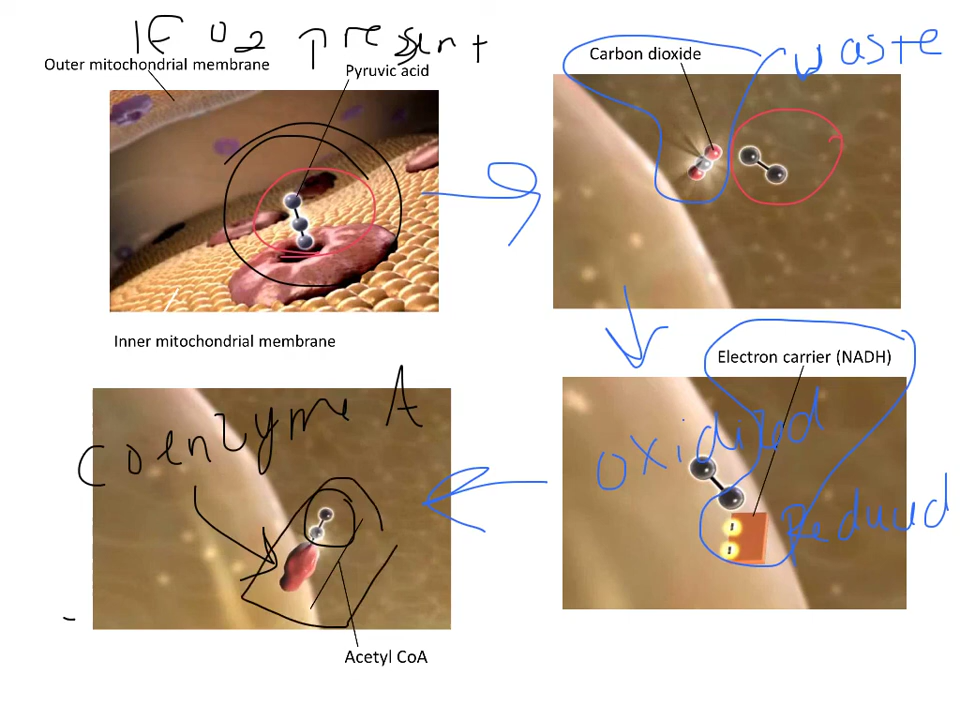 IF O2 present
Outer mitochondrial membrane
Pyruvic acid
Carbon dioxide
waste
Inner mitochondrial membrane
Electron carrier (NADH)
oxidized
Reduced
Coenzyme A
Acetyl CoA